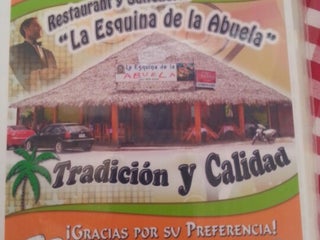 Restaurant y
"La Esquina de la Abuela"
La Esquina de la
ABUELA
Tradición y Calidad
¡GRACIAS POR SU PREFERENCIA!